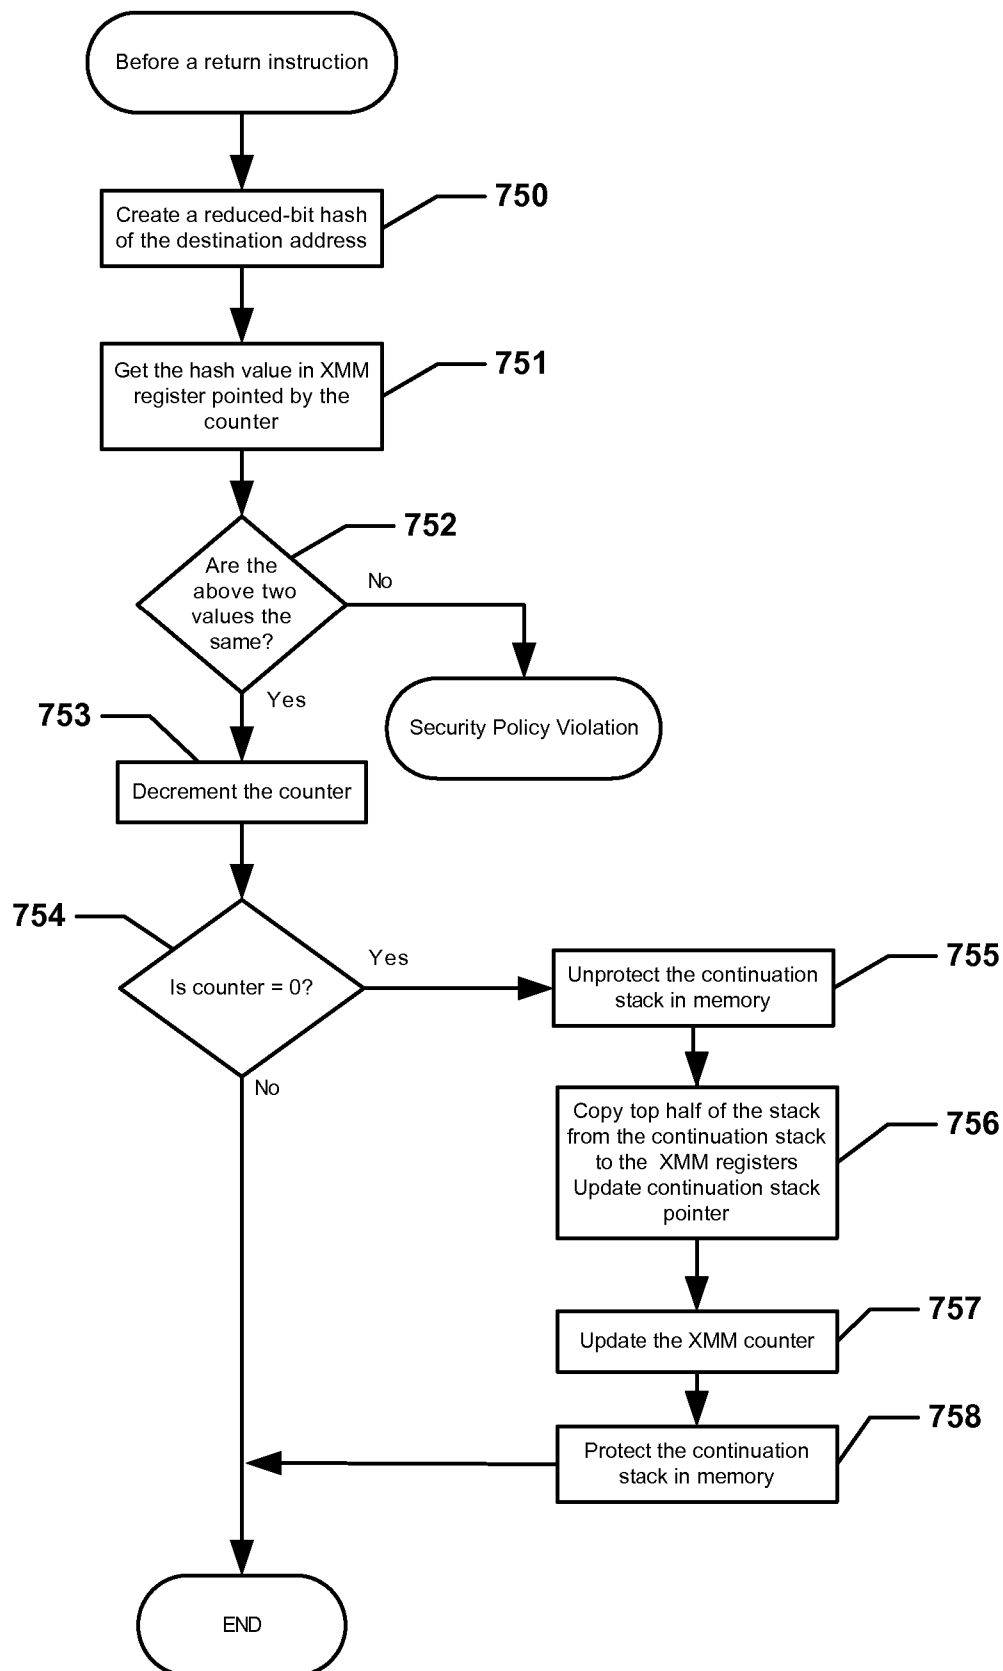 Before a return instruction
750
Create a reduced-bit hash
of the destination address
751
Get the hash value in XMM
register pointed by the
counter
752
Are the
above two
values the
same?
No
Yes
Security Policy Violation
753
Decrement the counter
754
Is counter = 0?
Yes
No
755
Unprotect the continuation
stack in memory
756
Copy top half of the stack
from the continuation stack
to the XMM registers
Update continuation stack
pointer
757
Update the XMM counter
758
Protect the continuation
stack in memory
END